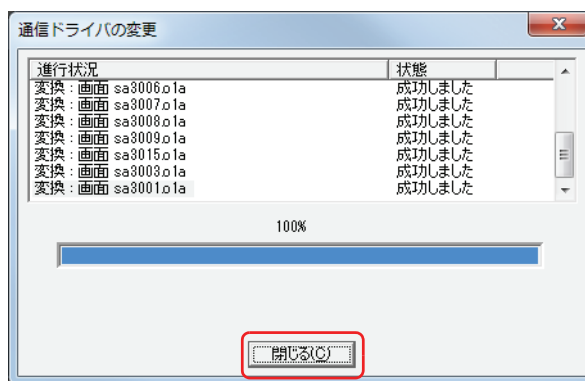 通信ドライバの変更
進行状況 状態
変換：画面 sa3006.o1a 成功しました
変換：画面 sa3007.o1a 成功しました
変換：画面 sa3008.o1a 成功しました
変換：画面 sa3009.o1a 成功しました
変換：画面 sa3015.o1a 成功しました
変換：画面 sa3003.o1a 成功しました
変換：画面 sa3001.o1a 成功しました
100%
閉じる(C)